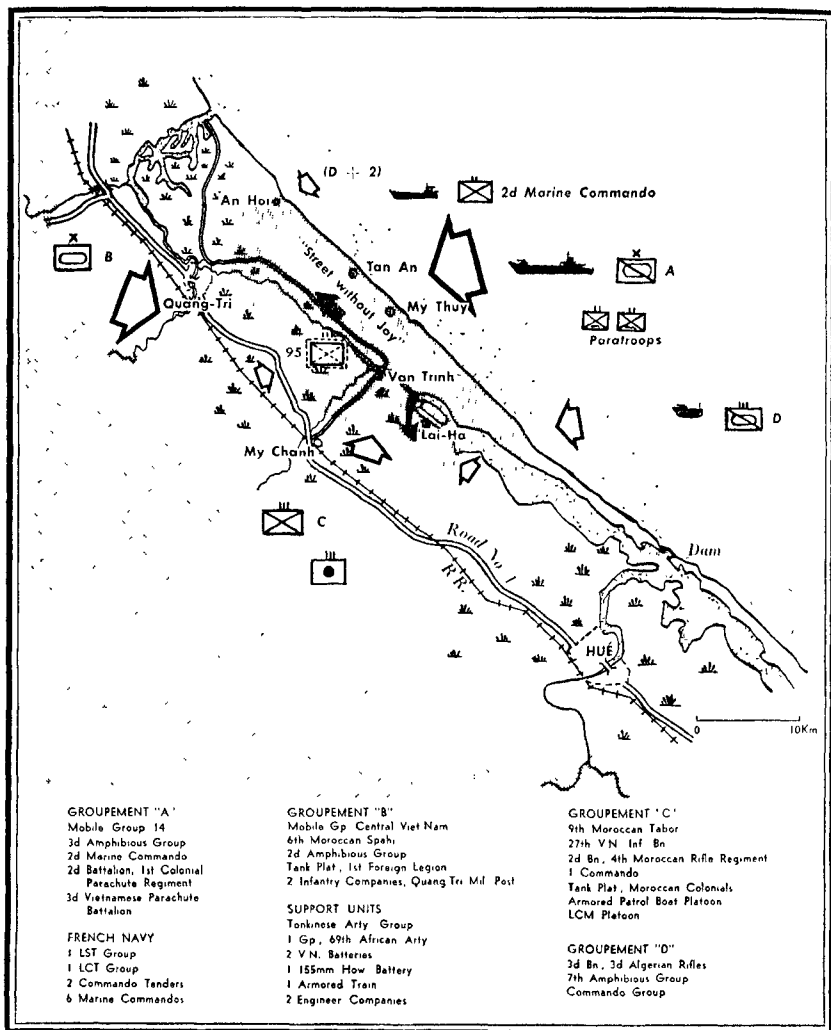 (D + 2)
2d Marine Commando
An Hoi
B
Tan An
A
"Street without Joy"
Quang-Tri
My Thuy
Paratroops
95
Van Trinh
D
Lai-Ha
My Chanh
C
Road No 1
R.R.
Dam
HUÉ
0 10Km
GROUPEMENT "A'
Mobile Group 14
3d Amphibious Group
2d Marine Commando
2d Battalion, 1st Colonial
Parachute Regiment
3d Vietnamese Parachute
Battalion
FRENCH NAVY
1 LST Group
1 LCT Group
2 Commando Tenders
6 Marine Commandos
GROUPEMENT "B"
Mobile Gp Central Viet Nam
6th Moroccan Spahi
2d Amphibious Group
Tank Plat, 1st Foreign Legion
2 Infantry Companies, Quang Tri Mil Post
SUPPORT UNITS
Tonkinese Arty Group
1 Gp, 69th African Arty
2 V.N. Batteries
1 155mm How Battery
1 Armored Train
2 Engineer Companies
GROUPEMENT 'C'
9th Moroccan Tabor
27th VN Inf Bn
2d Bn, 4th Moroccan Rifle Regiment
1 Commando
Tank Plat, Moroccan Colonials
Armored Patrol Boat Platoon
LCM Platoon
GROUPEMENT "D"
3d Bn, 3d Algerian Rifles
7th Amphibious Group
Commando Group